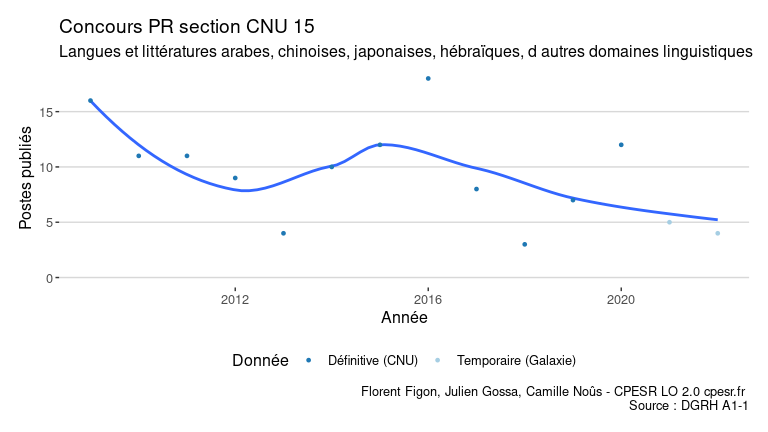 Concours PR section CNU 15
Langues et littératures arabes, chinoises, japonaises, hébraïques, d autres domaines linguistiques
15
10
5
0
Postes publiés
2012 2016 2020
Année
Donnée Définitive (CNU) Temporaire (Galaxie)
Florent Figon, Julien Gossa, Camille Noûs - CPESR LO 2.0 cpesr.fr
Source : DGRH A1-1